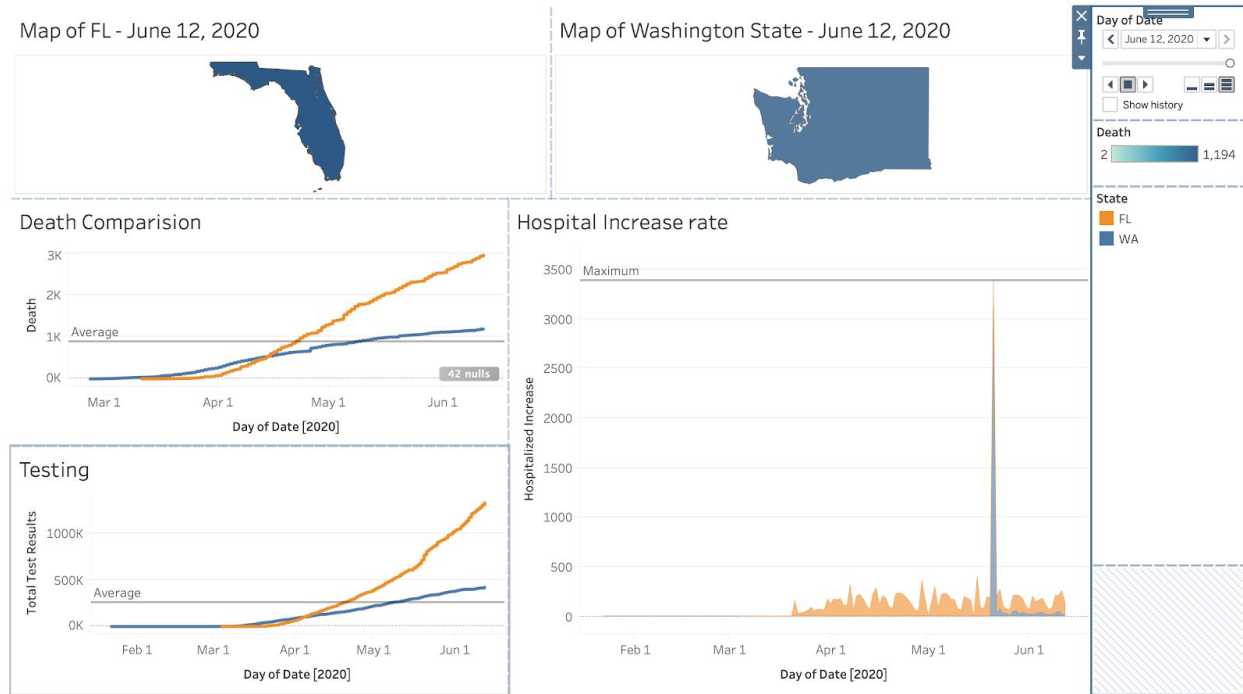 Map of FL - June 12, 2020
Map of Washington State - June 12, 2020
Day of Date
June 12, 2020
Show history
Death
2
1,194
State
FL
WA
Death Comparision
3K
2K
1K
0K
Death
Average
42 nulls
Mar 1
Apr 1
May 1
Jun 1
Day of Date [2020]
Testing
1000K
500K
0K
Total Test Results
Average
Feb 1
Mar 1
Apr 1
May 1
Jun 1
Day of Date [2020]
Hospital Increase rate
3500
3000
2500
2000
1500
1000
500
0
Hospitalized Increase
Maximum
Feb 1
Mar 1
Apr 1
May 1
Jun 1
Day of Date [2020]